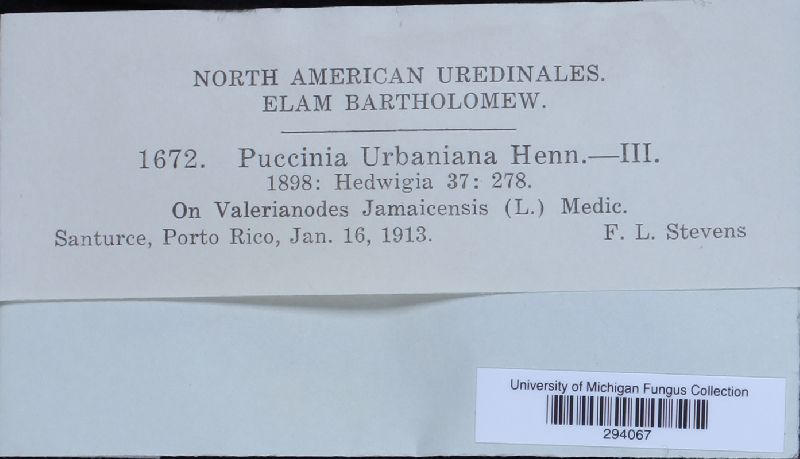 NORTH AMERICAN UREDINALES.
ELAM BARTHOLOMEW.
1672. Puccinia Urbaniana Henn.—III.
1898: Hedwigia 37: 278.
On Valerianodes Jamaicensis (L.) Medic.
Santurce, Porto Rico, Jan. 16, 1913. F. L. Stevens
University of Michigan Fungus Collection
294067